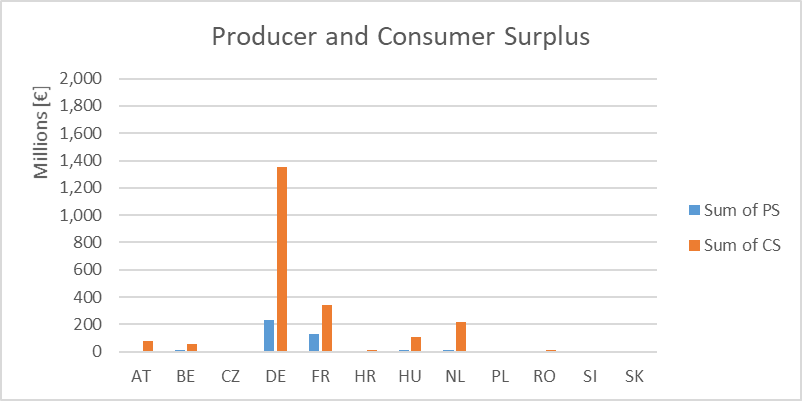 Producer and Consumer Surplus
Millions [€]
2,000
1,800
1,600
1,400
1,200
1,000
800
600
400
200
0
AT BE CZ DE FR HR HU NL PL RO SI SK
Sum of PS
Sum of CS